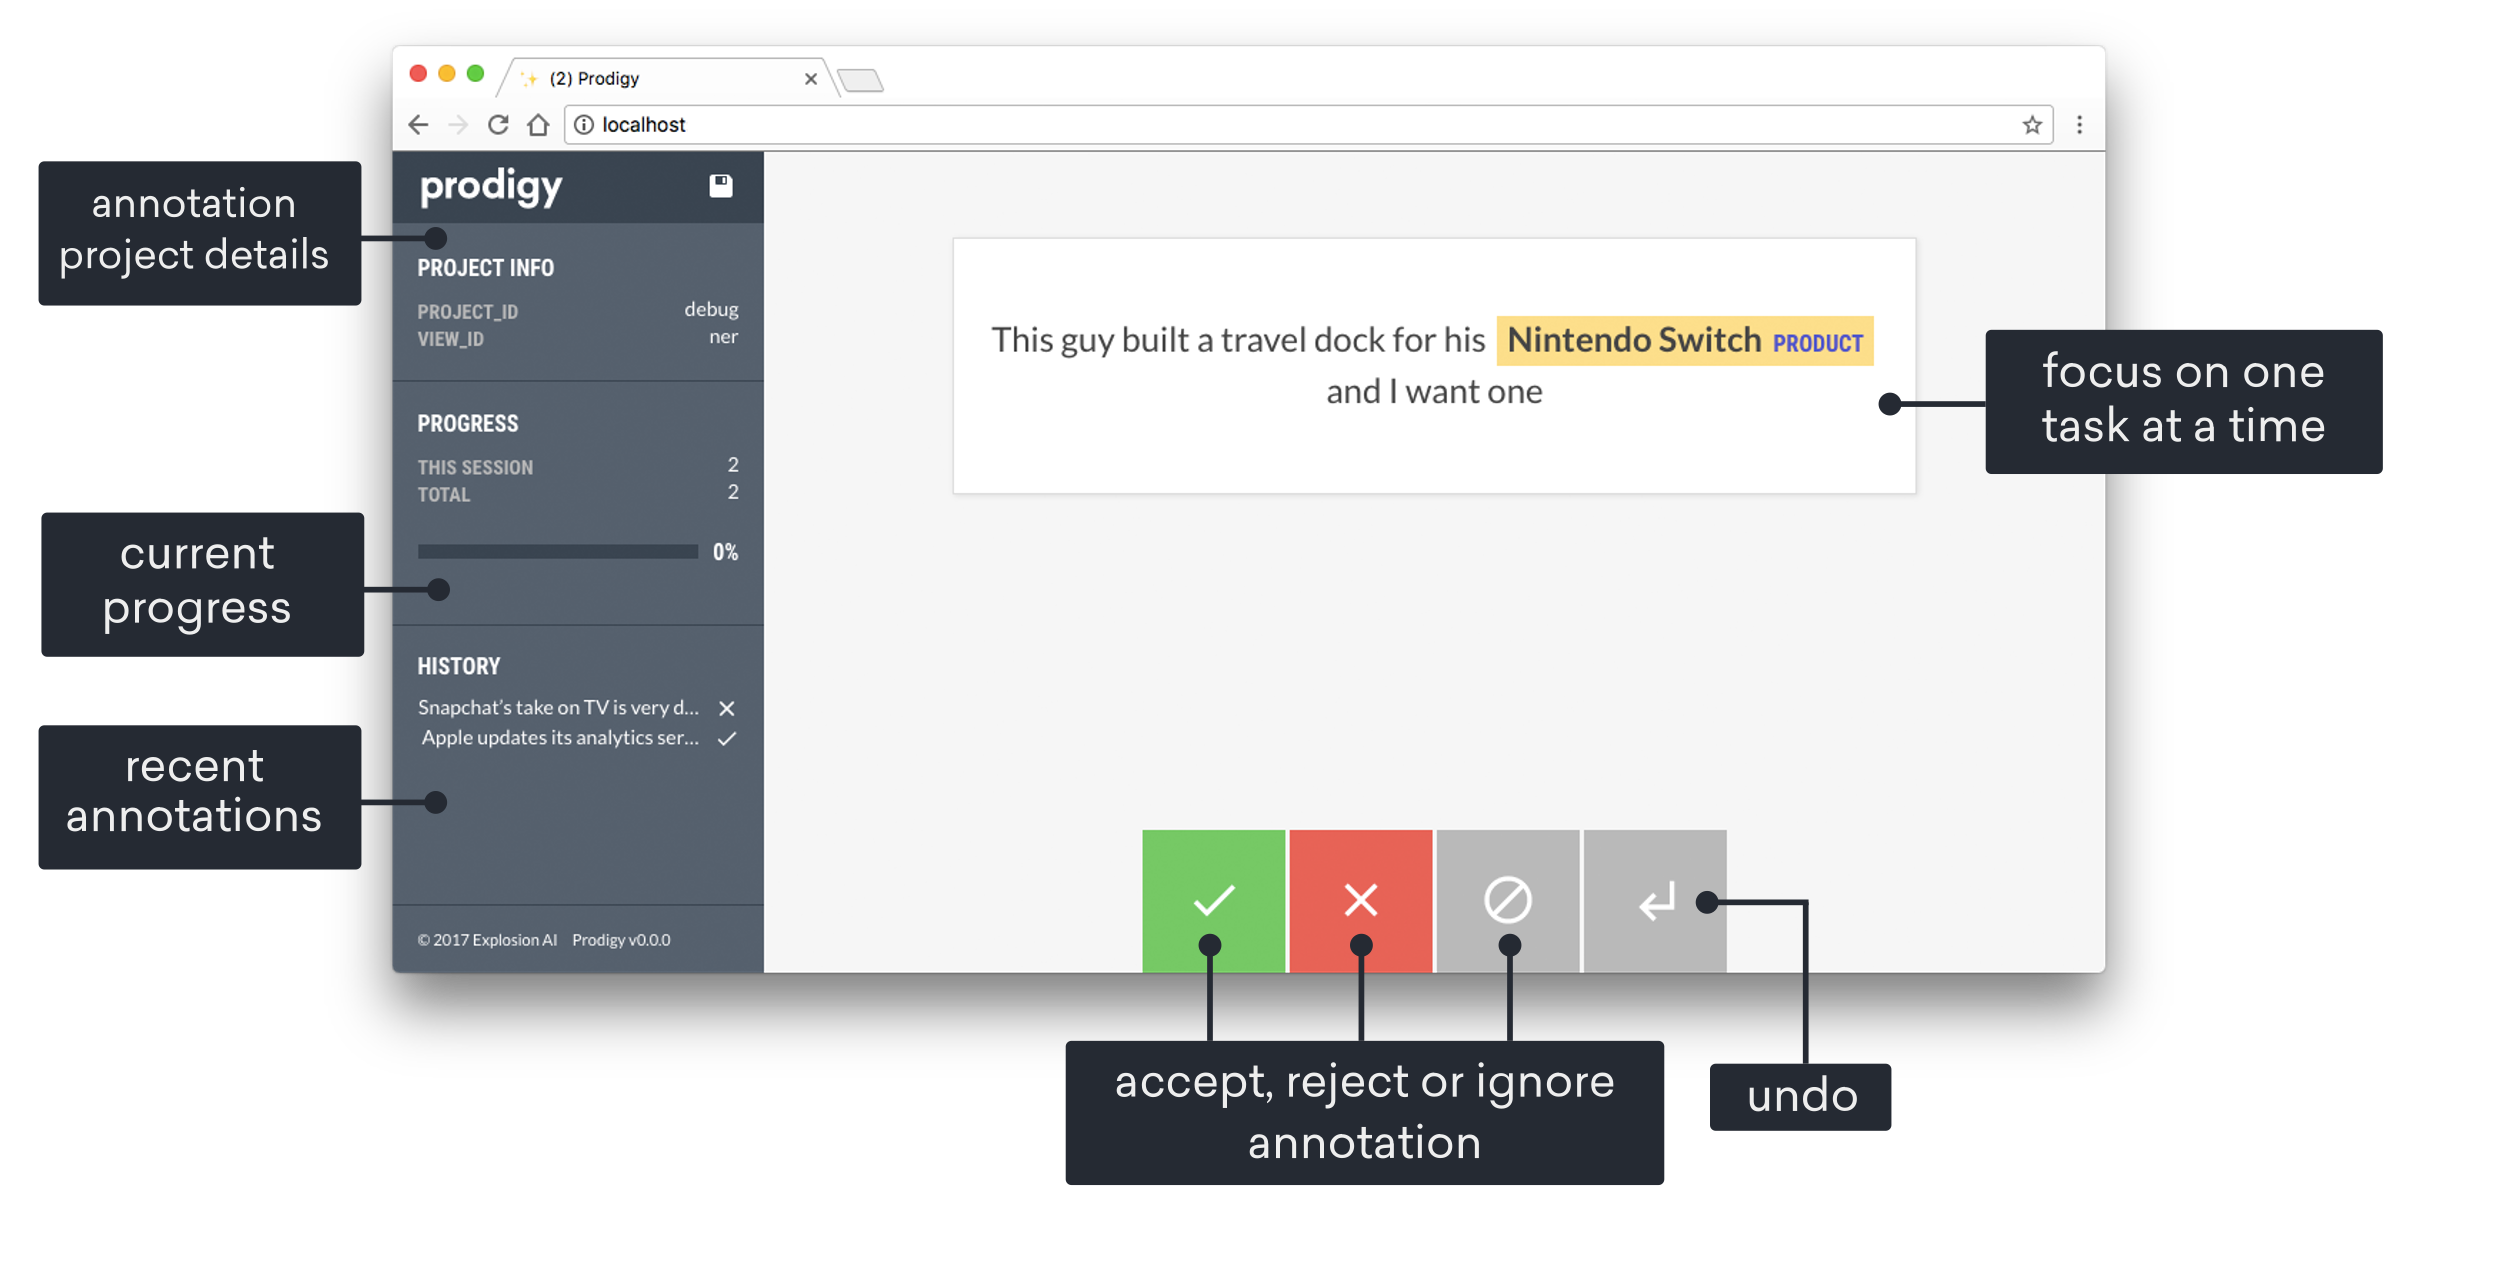 (2) Prodigy
localhost
prodigy
annotation
project details
PROJECT INFO
PROJECT_ID debug
VIEW_ID ner
This guy built a travel dock for his Nintendo Switch PRODUCT
and I want one
focus on one
task at a time
PROGRESS
THIS SESSION 2
TOTAL 2
0%
current
progress
HISTORY
Snapchat's take on TV is very d...
Apple updates its analytics ser...
recent
annotations
© 2017 Explosion AI Prodigy v0.0.0
accept, reject or ignore
annotation
undo